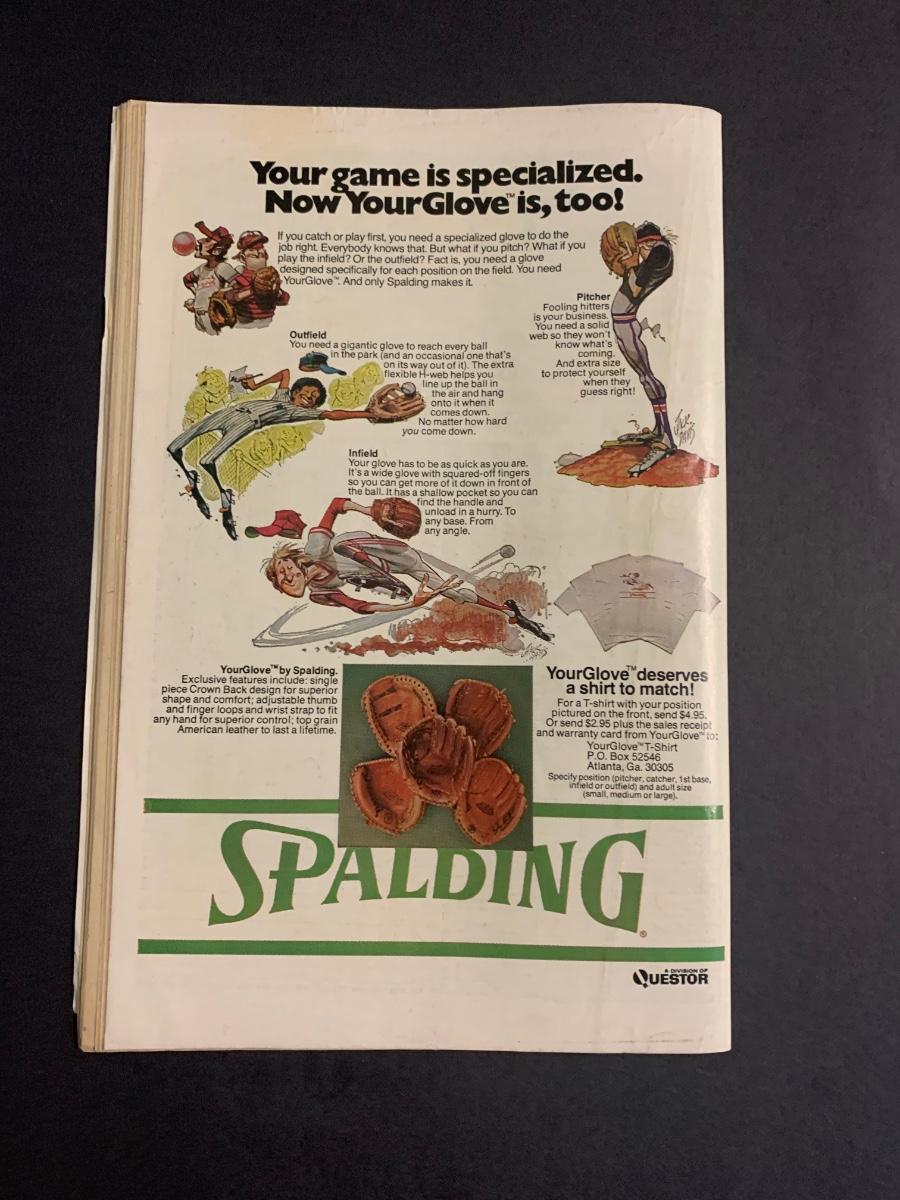 Your game is specialized.
Now YourGlove™ is, too!
If you catch or play first, you need a specialized glove to do the
job right. Everybody knows that. But what if you pitch? What if you
play the infield? Or the outfield? Fact is, you need a glove
designed specifically for each position on the field. You need
YourGlove™. And only Spalding makes it.
Pitcher
Fooling hitters
is your business.
You need a solid
web so they won't
know what's
coming.
And extra size
to protect yourself
when they
guess right!
Outfield
You need a gigantic glove to reach every ball
in the park (and an occasional one that's
on its way out of it). The extra
flexible H-web helps you
line up the ball in
the air and hang
onto it when it
comes down.
No matter how hard
you come down.
Infield
Your glove has to be as quick as you are.
It's a wide glove with squared-off fingers
so you can get more of it down in front of
the ball. It has a shallow pocket so you can
find the handle and
unload in a hurry. To
any base. From
any angle.
YourGlove™ by Spalding.
Exclusive features include: single
piece Crown Back design for superior
shape and comfort; adjustable thumb
and finger loops and wrist strap to fit
any hand for superior control; top grain
American leather to last a lifetime.
YourGlove™ deserves
a shirt to match!
For a T-shirt with your position
pictured on the front, send $4.95.
Or send $2.95 plus the sales receipt
and warranty card from YourGlove™ to:
YourGlove™ T-Shirt
P.O. Box 52546
Atlanta, Ga. 30305
Specify position (pitcher, catcher, 1st base,
infield or outfield) and adult size
(small, medium or large).
SPALDING®
A DIVISION OF
QUESTOR